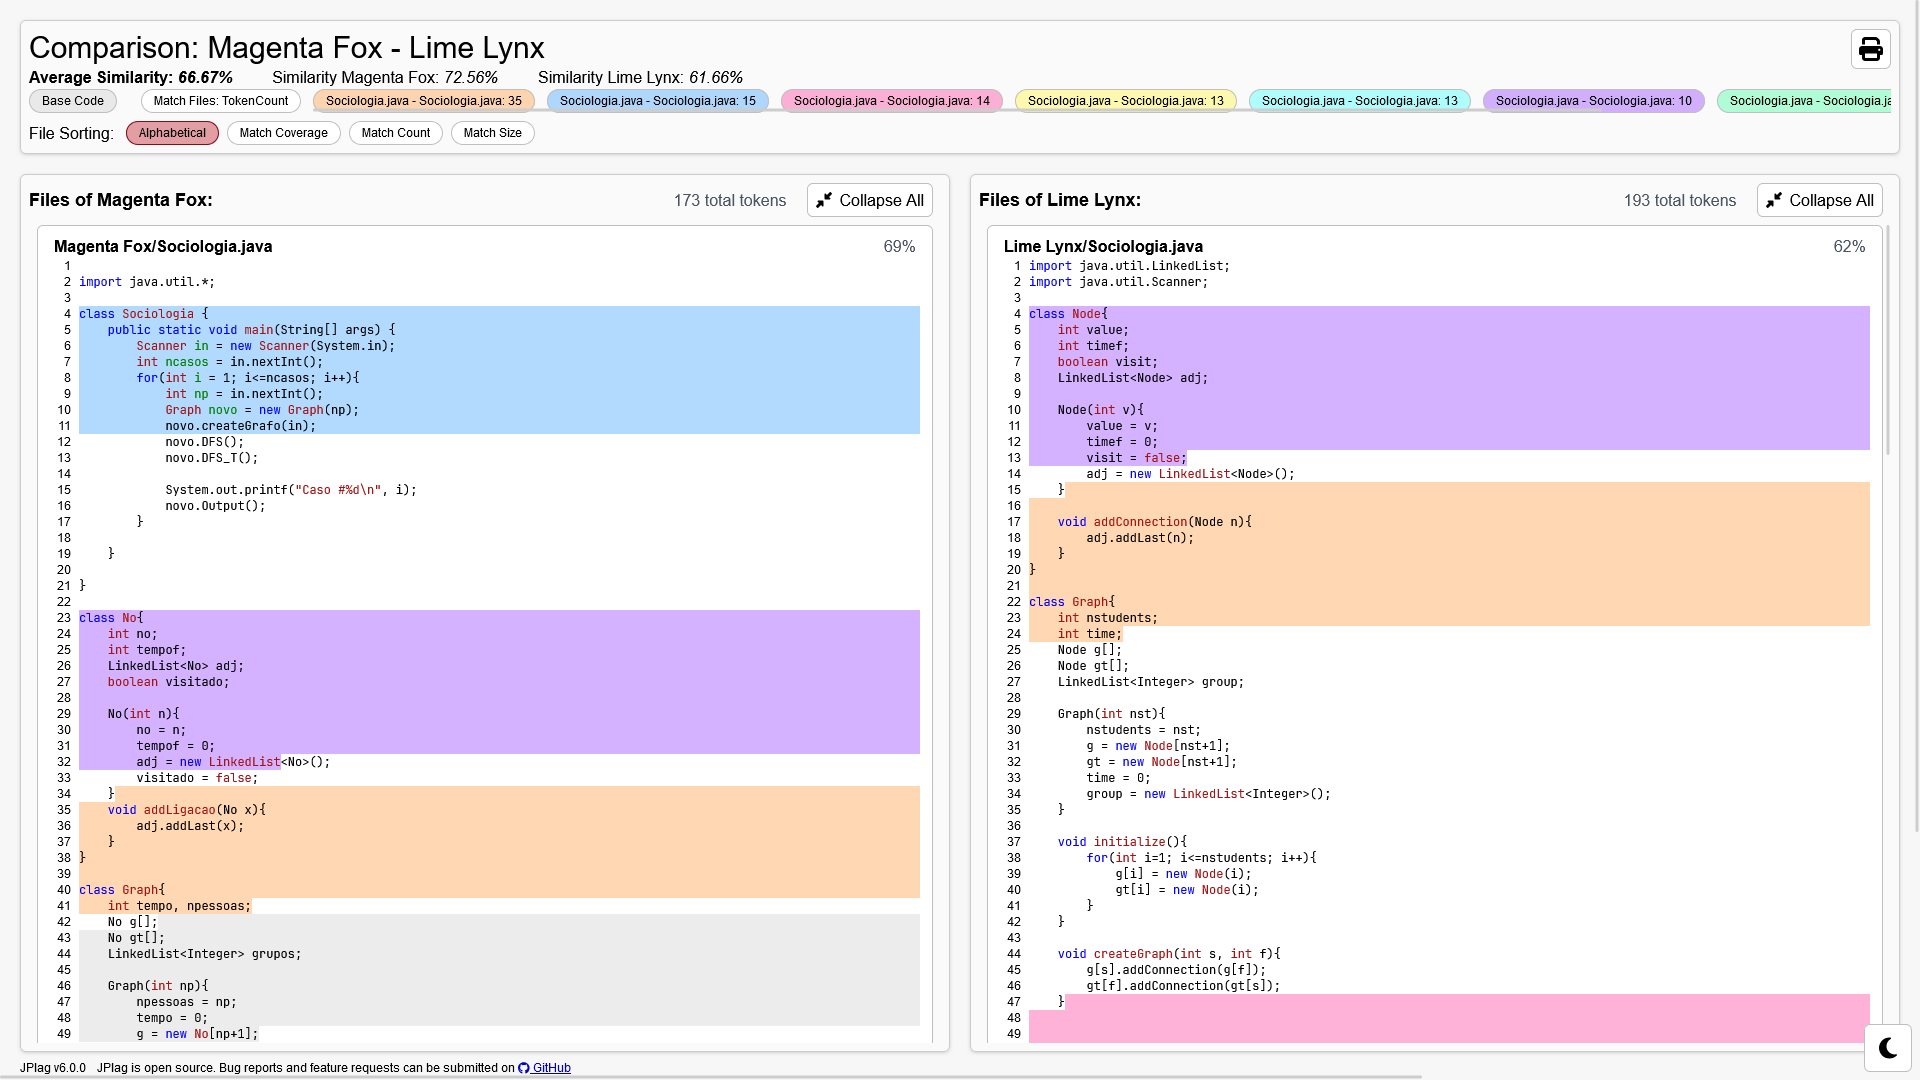 Comparison: Magenta Fox - Lime Lynx
Average Similarity: 66.67% Similarity Magenta Fox: 72.56% Similarity Lime Lynx: 61.66%
Base Code Match Files: TokenCount Sociologia.java - Sociologia.java: 35 Sociologia.java - Sociologia.java: 15 Sociologia.java - Sociologia.java: 14 Sociologia.java - Sociologia.java: 13 Sociologia.java - Sociologia.java: 13 Sociologia.java - Sociologia.java: 10 Sociologia.java - Sociologia.ja
File Sorting: Alphabetical Match Coverage Match Count Match Size
Files of Magenta Fox: 173 total tokens Collapse All
Magenta Fox/Sociologia.java 69%
1
2 import java.util.*;
3
4 class Sociologia {
5     public static void main(String[] args) {
6         Scanner in = new Scanner(System.in);
7         int ncasos = in.nextInt();
8         for(int i = 1; i<=ncasos; i++){
9             int np = in.nextInt();
10             Graph novo = new Graph(np);
11             novo.createGrafo(in);
12             novo.DFS();
13             novo.DFS_T();
14
15             System.out.printf("Caso #%d\n", i);
16             novo.Output();
17         }
18
19     }
20
21 }
22
23 class No{
24     int no;
25     int tempof;
26     LinkedList<No> adj;
27     boolean visitado;
28
29     No(int n){
30         no = n;
31         tempof = 0;
32         adj = new LinkedList<No>();
33         visitado = false;
34     }
35     void addLigacao(No x){
36         adj.addLast(x);
37     }
38 }
39
40 class Graph{
41     int tempo, npessoas;
42     No g[];
43     No gt[];
44     LinkedList<Integer> grupos;
45
46     Graph(int np){
47         npessoas = np;
48         tempo = 0;
49         g = new No[np+1];
Files of Lime Lynx: 193 total tokens Collapse All
Lime Lynx/Sociologia.java 62%
1 import java.util.LinkedList;
2 import java.util.Scanner;
3
4 class Node{
5     int value;
6     int timef;
7     boolean visit;
8     LinkedList<Node> adj;
9
10     Node(int v){
11         value = v;
12         timef = 0;
13         visit = false;
14         adj = new LinkedList<Node>();
15     }
16
17     void addConnection(Node n){
18         adj.addLast(n);
19     }
20 }
21
22 class Graph{
23     int nstudents;
24     int time;
25     Node g[];
26     Node gt[];
27     LinkedList<Integer> group;
28
29     Graph(int nst){
30         nstudents = nst;
31         g = new Node[nst+1];
32         gt = new Node[nst+1];
33         time = 0;
34         group = new LinkedList<Integer>();
35     }
36
37     void initialize(){
38         for(int i=1; i<=nstudents; i++){
39             g[i] = new Node(i);
40             gt[i] = new Node(i);
41         }
42     }
43
44     void createGraph(int s, int f){
45         g[s].addConnection(g[f]);
46         gt[f].addConnection(gt[s]);
47     }
48
49
JPlag v6.0.0 JPlag is open source. Bug reports and feature requests can be submitted on GitHub